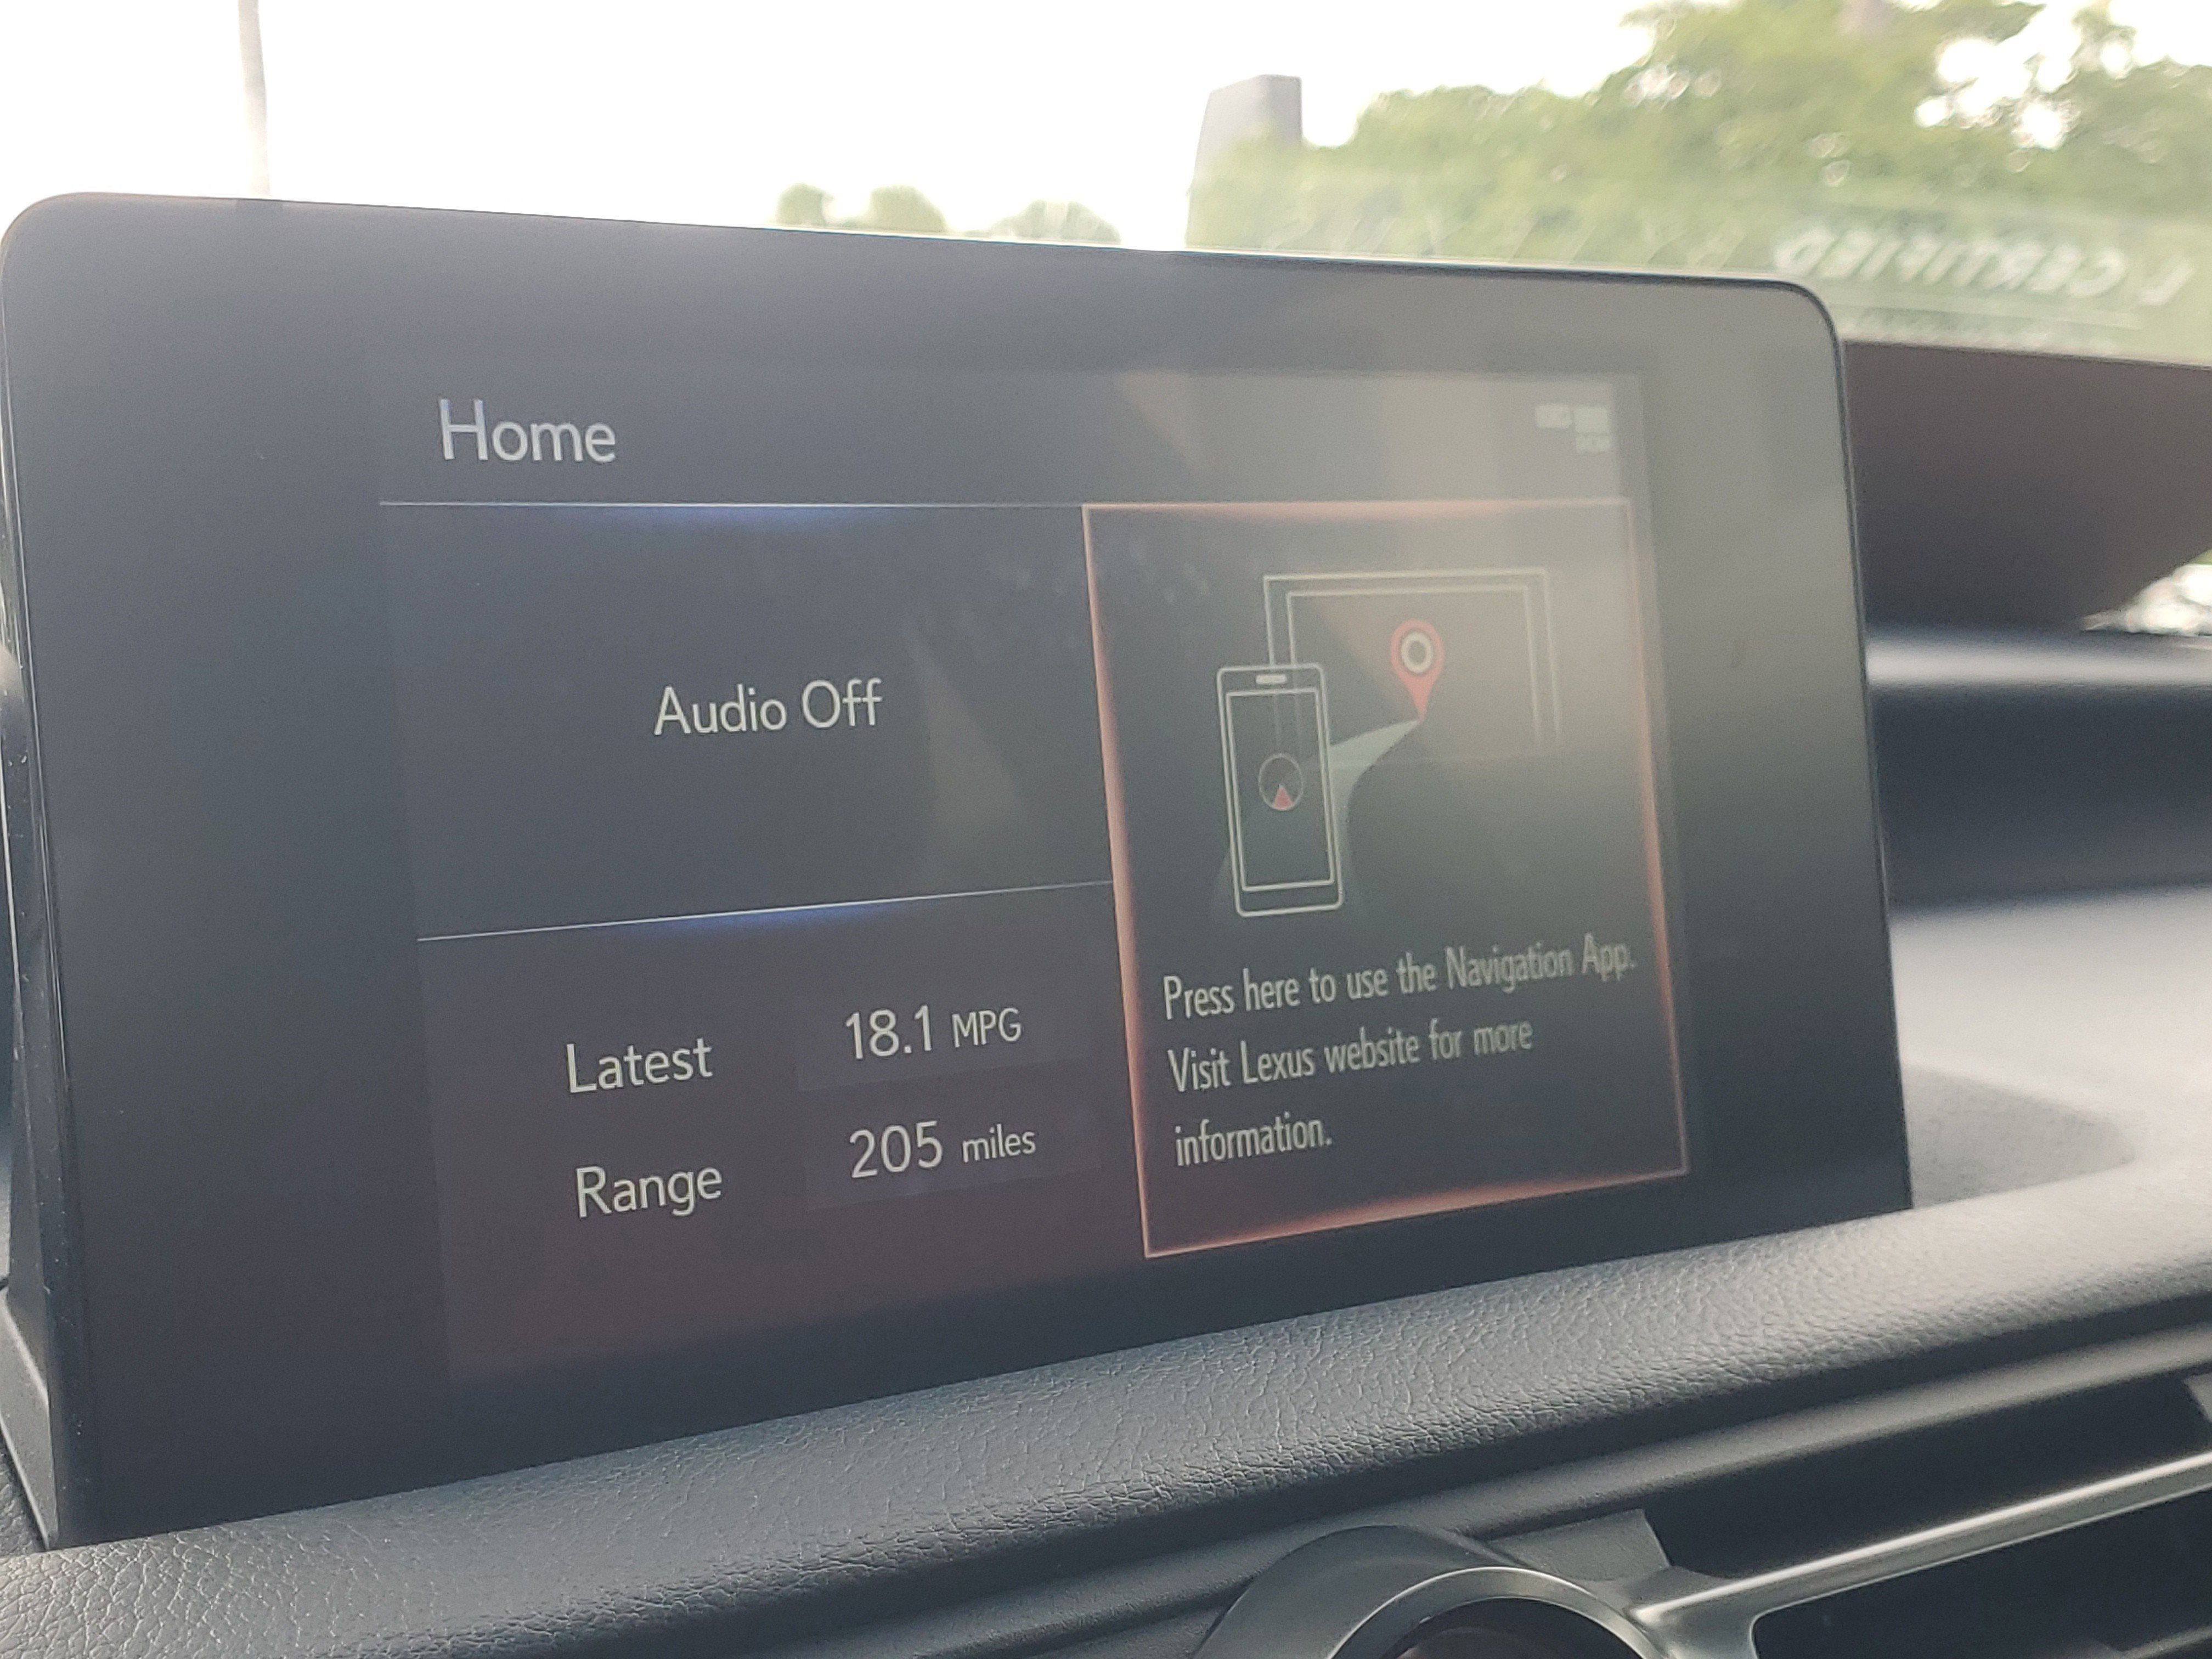 L CERTIFIED
Home
Audio Off
Latest 18.1 MPG
Range 205 miles
Press here to use the Navigation App.
Visit Lexus website for more
information.